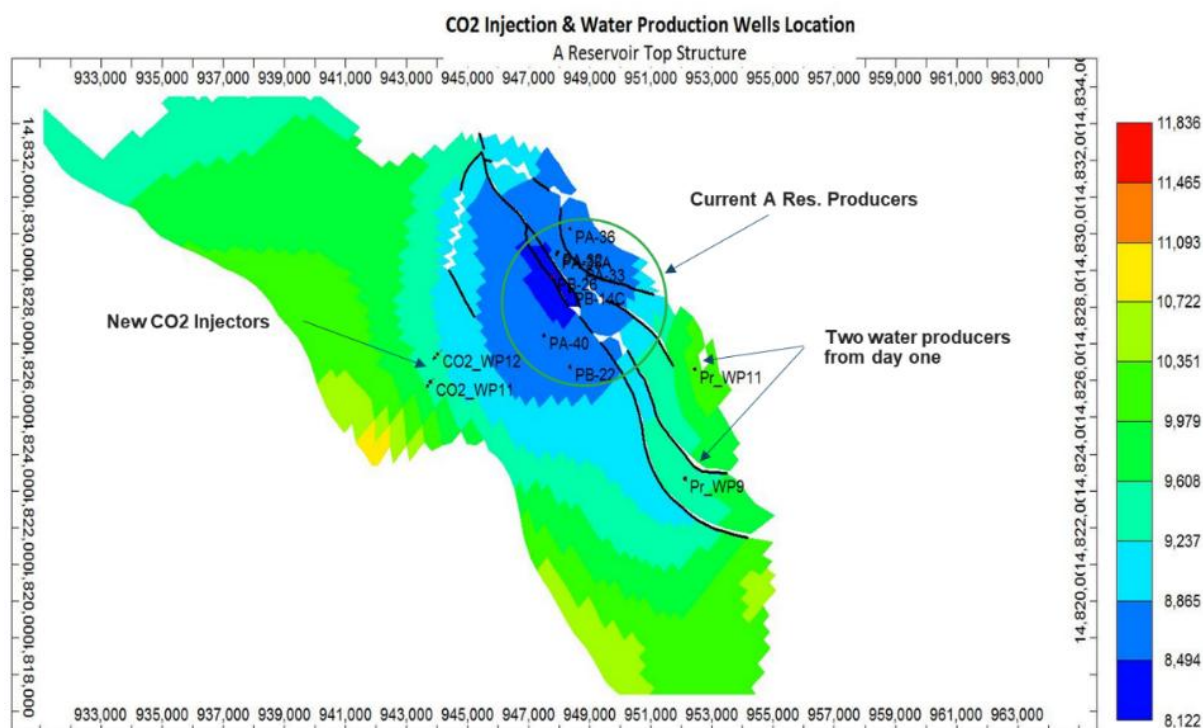 CO2 Injection & Water Production Wells Location
A Reservoir Top Structure
933,000 935,000 937,000 939,000 941,000 943,000 945,000 947,000 949,000 951,000 953,000 955,000 957,000 959,000 961,000 963,000
Current A Res. Producers
PA-36
PA-33
PB-26
PB-14C
New CO2 Injectors
Two water producers
from day one
PA-40
CO2_WP12
PB-22
Pr_WP11
CO2_WP11
Pr_WP9
11,836
11,465
11,093
10,722
10,351
9,979
9,608
9,237
8,865
8,494
933,000 935,000 937,000 939,000 941,000 943,000 945,000 947,000 949,000 951,000 953,000 955,000 957,000 959,000 961,000 963,000